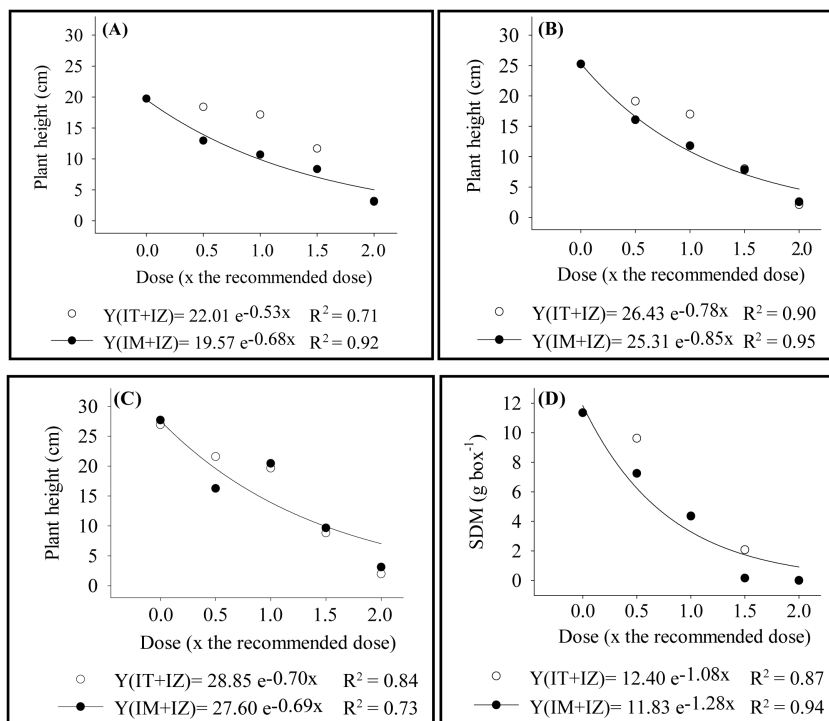 (A)
30
25
20
15
10
5
0
Plant height (cm)
0.0 0.5 1.0 1.5 2.0
Dose (x the recommended dose)
Y(IT+IZ)= 22.01 e-0.53x R² = 0.71
Y(IM+IZ)= 19.57 e-0.68x R² = 0.92
(B)
30
25
20
15
10
5
0
Plant height (cm)
0.0 0.5 1.0 1.5 2.0
Dose (x the recommended dose)
Y(IT+IZ)= 26.43 e-0.78x R² = 0.90
Y(IM+IZ)= 25.31 e-0.85x R² = 0.95
(C)
30
25
20
15
10
5
0
Plant height (cm)
0.0 0.5 1.0 1.5 2.0
Dose (x the recommended dose)
Y(IT+IZ)= 28.85 e-0.70x R² = 0.84
Y(IM+IZ)= 27.60 e-0.69x R² = 0.73
(D)
12
10
8
6
4
2
0
SDM (g box⁻¹)
0.0 0.5 1.0 1.5 2.0
Dose (x the recommended dose)
Y(IT+IZ)= 12.40 e-1.08x R² = 0.87
Y(IM+IZ)= 11.83 e-1.28x R² = 0.94